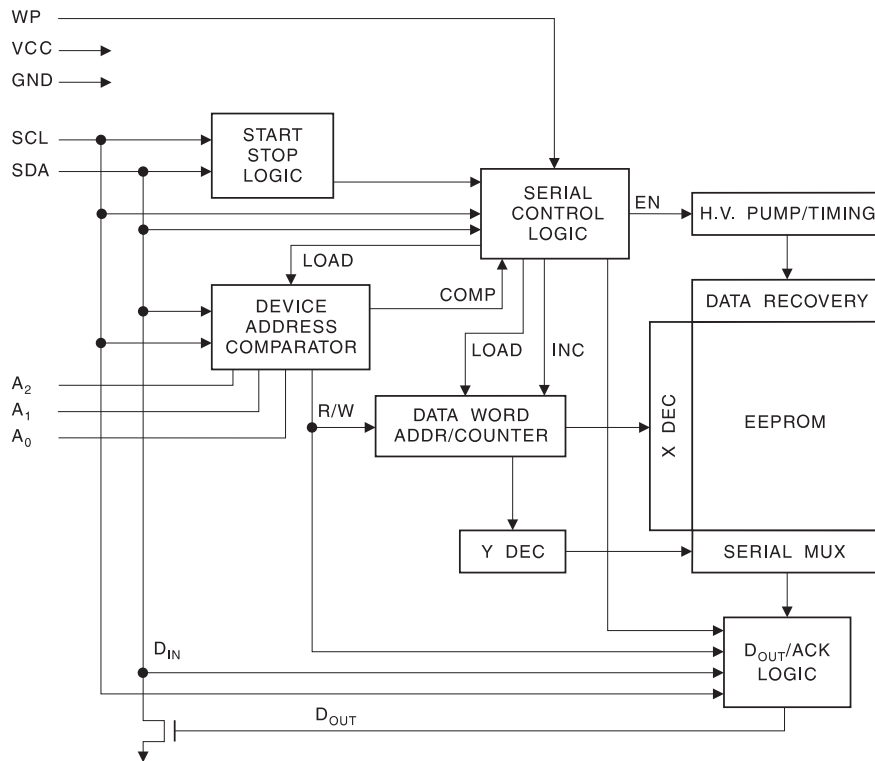 WP
VCC
GND
SCL
SDA
START
STOP
LOGIC
SERIAL
CONTROL
LOGIC
EN
H.V. PUMP/TIMING
LOAD
COMP
DATA RECOVERY
DEVICE
ADDRESS
COMPARATOR
LOAD
INC
A2
A1
A0
R/W
DATA WORD
ADDR/COUNTER
X DEC
EEPROM
Y DEC
SERIAL MUX
DIN
DOUT/ACK
LOGIC
DOUT